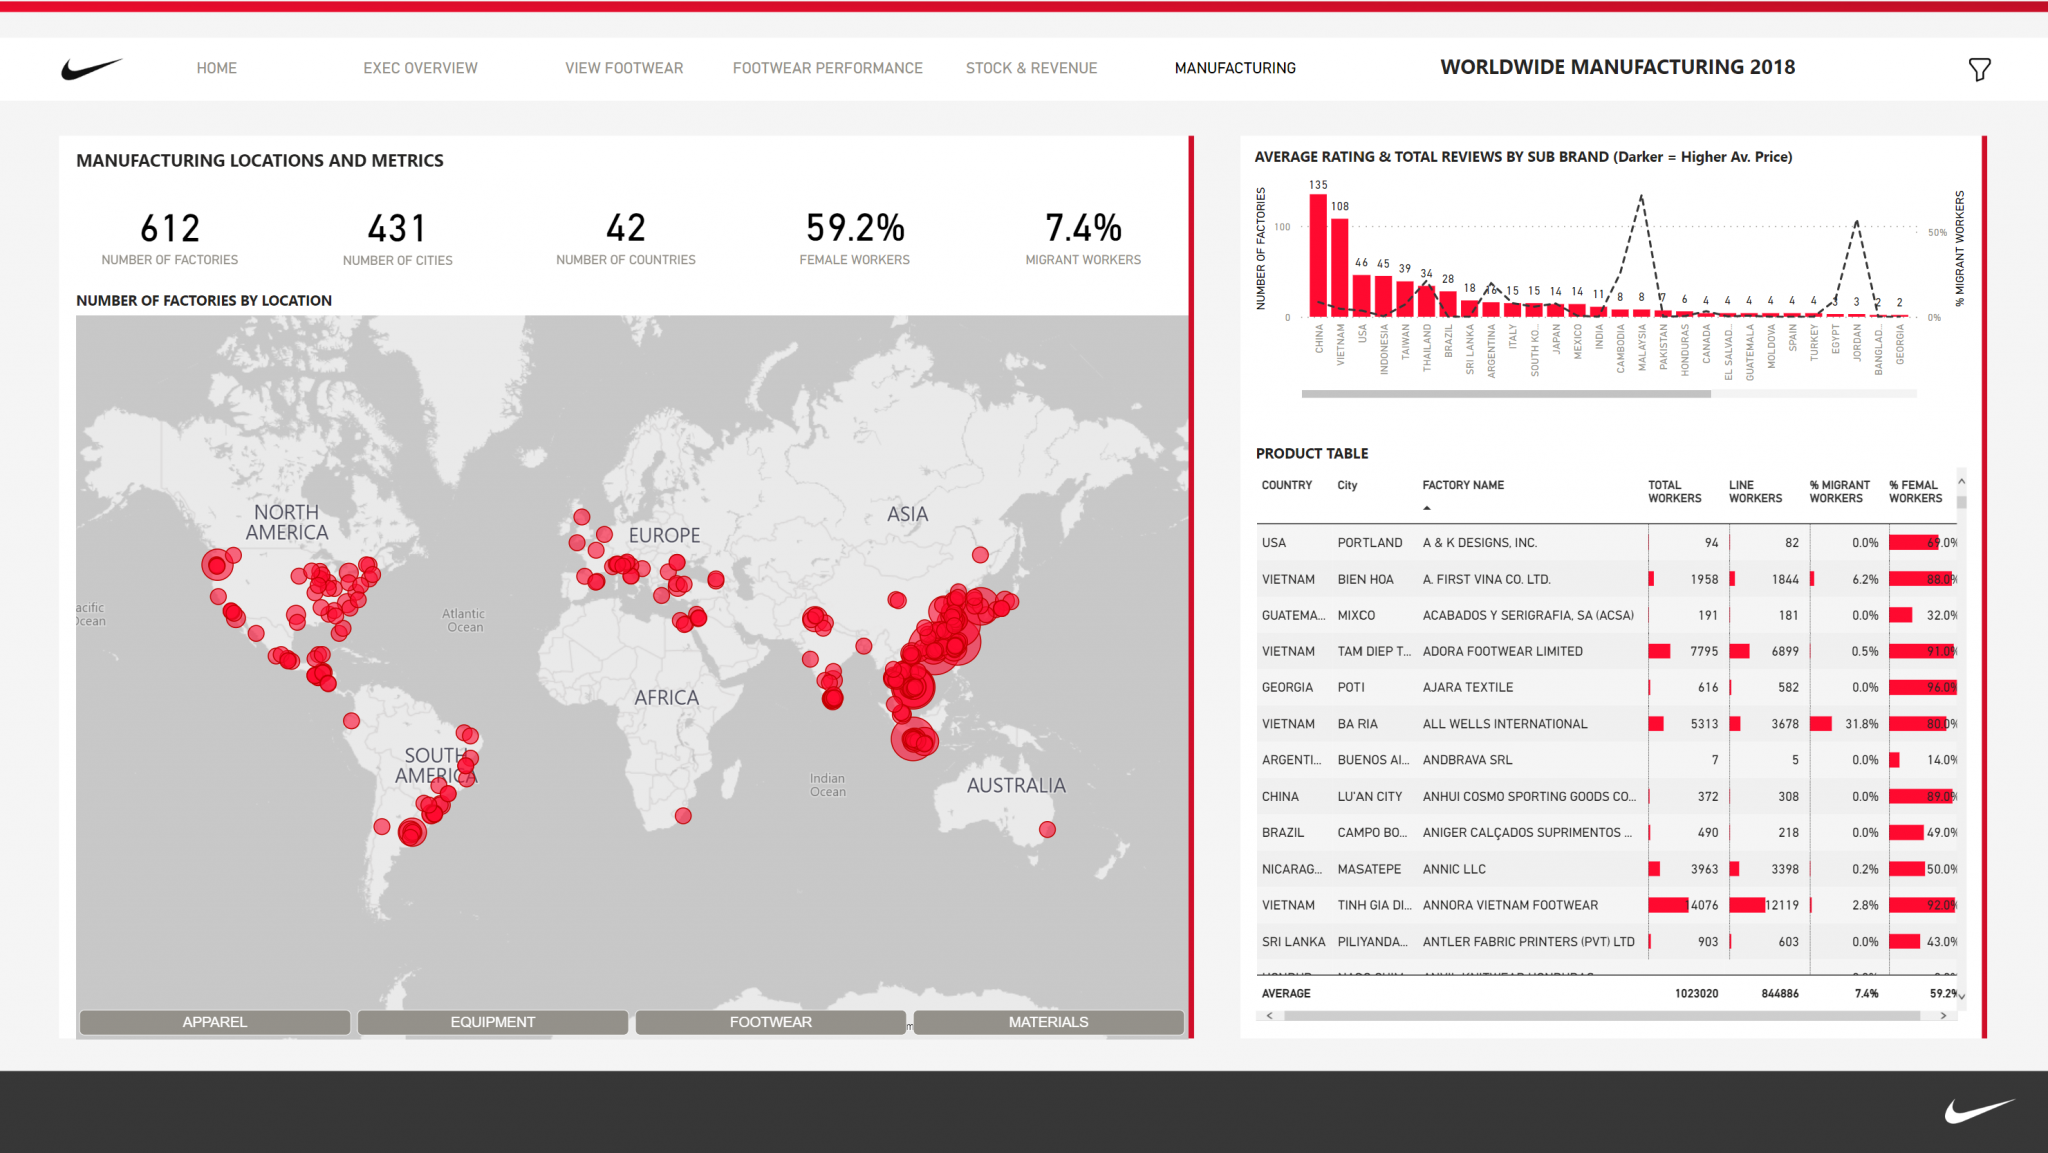 HOME
EXEC OVERVIEW
VIEW FOOTWEAR
FOOTWEAR PERFORMANCE
STOCK & REVENUE
MANUFACTURING
WORLDWIDE MANUFACTURING 2018
MANUFACTURING LOCATIONS AND METRICS
612
431
42
59.2%
7.4%
NUMBER OF FACTORIES
NUMBER OF CITIES
NUMBER OF COUNTRIES
FEMALE WORKERS
MIGRANT WORKERS
NUMBER OF FACTORIES BY LOCATION
NORTH
AMERICA
EUROPE
ASIA
acific
Ocean
Atlantic
Ocean
AFRICA
SOUTH
AMERICA
Indian
Ocean
AUSTRALIA
APPAREL
EQUIPMENT
FOOTWEAR
MATERIALS
AVERAGE RATING & TOTAL REVIEWS BY SUB BRAND (Darker = Higher Av. Price)
NUMBER OF FACTORIES
100
0
135 108 46 45 39 34 28 18 16 15 15 14 14 11 8 8 7 6 4 4 4 4 4 4 3 3 2 2
50%
0%
% MIGRANT WORKERS
CHINA
VIETNAM
USA
INDONESIA
TAIWAN
THAILAND
BRAZIL
SRI LANKA
ARGENTINA
ITALY
SOUTH KO...
JAPAN
MEXICO
INDIA
CAMBODIA
MALAYSIA
PAKISTAN
HONDURAS
CANADA
EL SALVAD...
GUATEMALA
MOLDOVA
SPAIN
TURKEY
EGYPT
JORDAN
BANGLAD...
GEORGIA
PRODUCT TABLE
COUNTRY City FACTORY NAME TOTAL WORKERS LINE WORKERS % MIGRANT WORKERS % FEMAL WORKERS
USA PORTLAND A & K DESIGNS, INC. 94 82 0.0% 69.0%
VIETNAM BIEN HOA A. FIRST VINA CO. LTD. 1958 1844 6.2% 88.0%
GUATEMA... MIXCO ACABADOS Y SERIGRAFIA, SA (ACSA) 191 181 0.0% 32.0%
VIETNAM TAM DIEP T... ADORA FOOTWEAR LIMITED 7795 6899 0.5% 91.0%
GEORGIA POTI AJARA TEXTILE 616 582 0.0% 96.0%
VIETNAM BA RIA ALL WELLS INTERNATIONAL 5313 3678 31.8% 80.0%
ARGENTI... BUENOS AI... ANDBRAVA SRL 7 5 0.0% 14.0%
CHINA LU'AN CITY ANHUI COSMO SPORTING GOODS CO... 372 308 0.0% 89.0%
BRAZIL CAMPO BO... ANIGER CALÇADOS SUPRIMENTOS ... 490 218 0.0% 49.0%
NICARAG... MASATEPE ANNIC LLC 3963 3398 0.2% 50.0%
VIETNAM TINH GIA DI... ANNORA VIETNAM FOOTWEAR 14076 12119 2.8% 92.0%
SRI LANKA PILIYANDA... ANTLER FABRIC PRINTERS (PVT) LTD 903 603 0.0% 43.0%
AVERAGE 1023020 844886 7.4% 59.2%